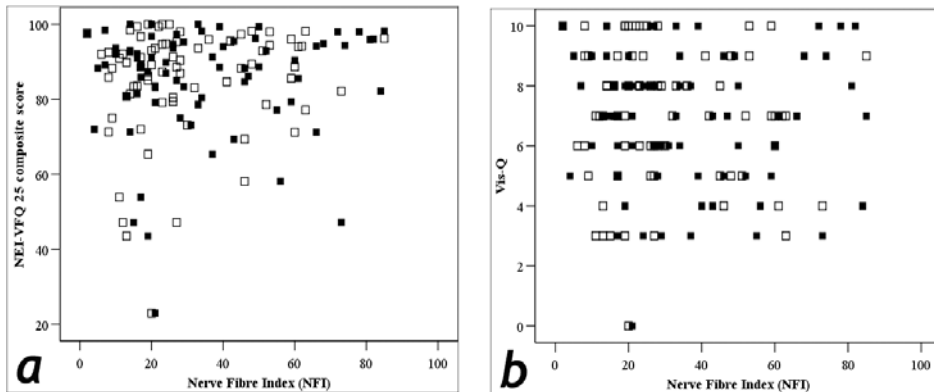 100
80
60
40
20
NEI-VFQ 25 composite score
0 20 40 60 80 100
Nerve Fibre Index (NFI)
a
10
8
6
4
2
0
Vis-Q
0 20 40 60 80 100
Nerve Fibre Index (NFI)
b